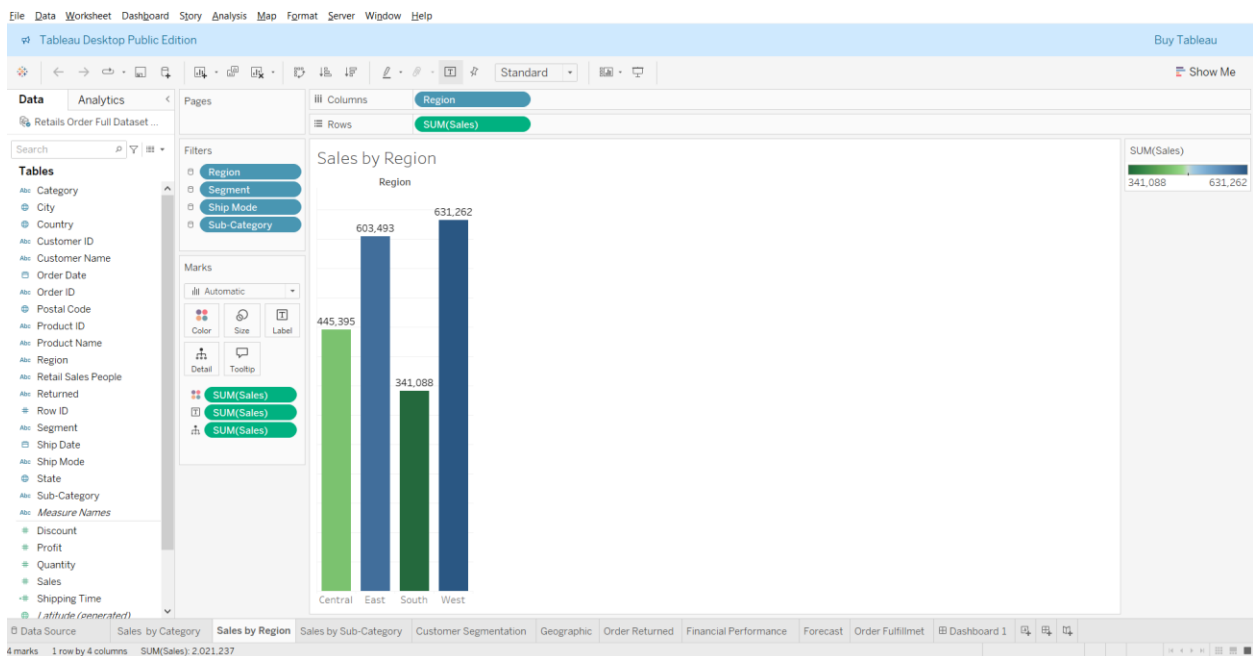 File Data Worksheet Dashboard Story Analysis Map Format Server Window Help
Tableau Desktop Public Edition Buy Tableau
Standard Show Me
Data Analytics Pages Columns Region
Retails Order Full Dataset ... Rows SUM(Sales)
Search
Tables
Category
City
Country
Customer ID
Customer Name
Order Date
Order ID
Postal Code
Product ID
Product Name
Region
Retail Sales People
Returned
Row ID
Segment
Ship Date
Ship Mode
State
Sub-Category
Measure Names
Discount
Profit
Quantity
Sales
Shipping Time
Latitude (generated)
Filters
Region
Segment
Ship Mode
Sub-Category
Marks
Automatic
Color Size Label
Detail Tooltip
SUM(Sales)
SUM(Sales)
SUM(Sales)
Sales by Region
Region
631,262
603,493
445,395
341,088
Central East South West
SUM(Sales)
341,088 631,262
Data Source Sales by Category Sales by Region Sales by Sub-Category Customer Segmentation Geographic Order Returned Financial Performance Forecast Order Fulfillmet Dashboard 1
4 marks 1 row by 4 columns SUM(Sales): 2,021,237